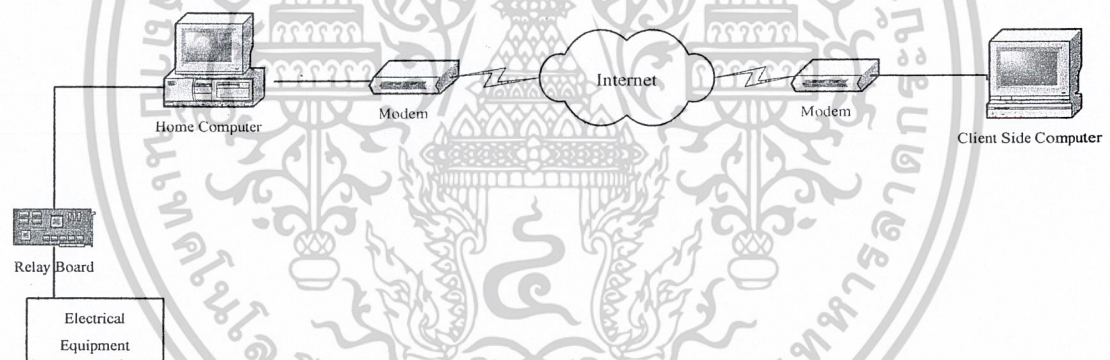 Internet
Modem
Modem
Home Computer
Client Side Computer
Relay Board
Electrical
Equipment